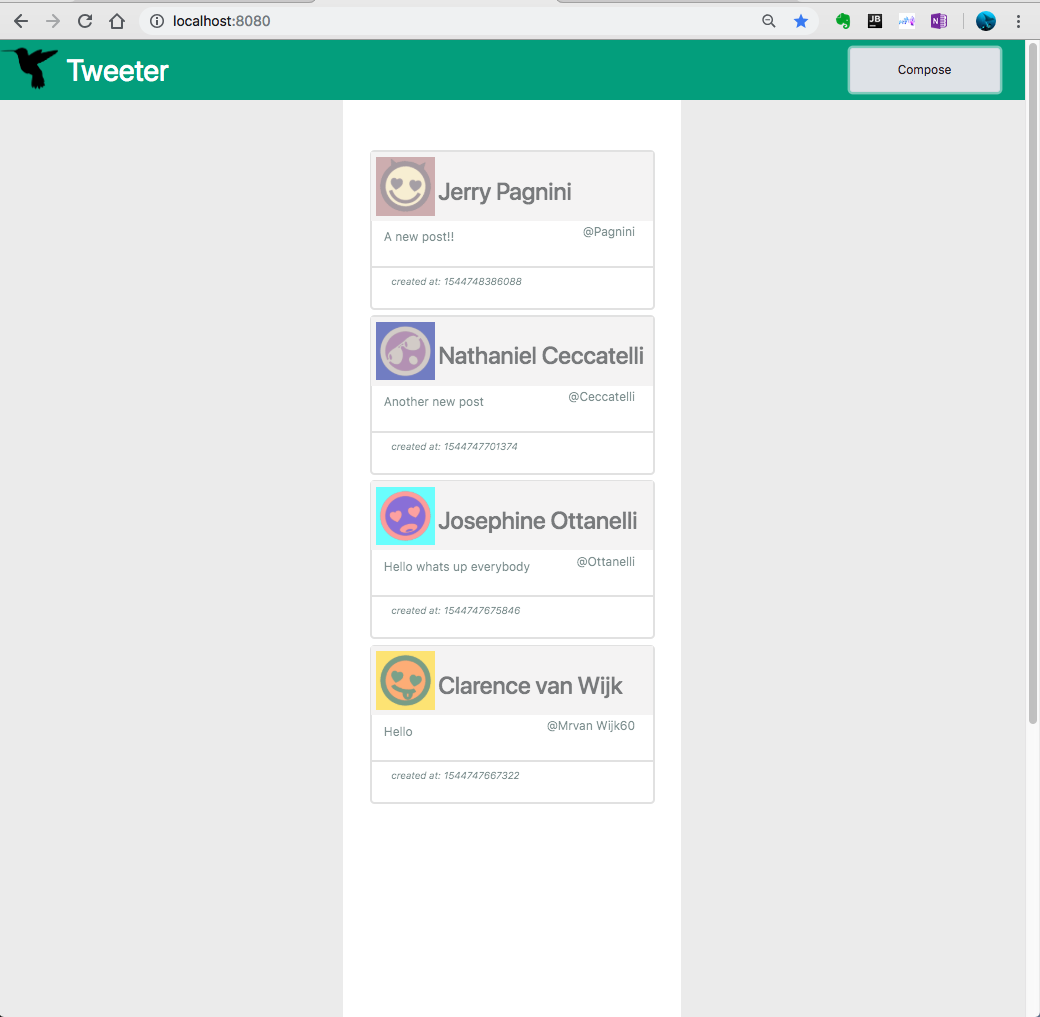 localhost:8080
JB
N
Tweeter
Compose
Jerry Pagnini
A new post!!
@Pagnini
created at: 1544748386088
Nathaniel Ceccatelli
Another new post
@Ceccatelli
created at: 1544747701374
Josephine Ottanelli
Hello whats up everybody
@Ottanelli
created at: 1544747675846
Clarence van Wijk
Hello
@Mrvan Wijk60
created at: 1544747667322